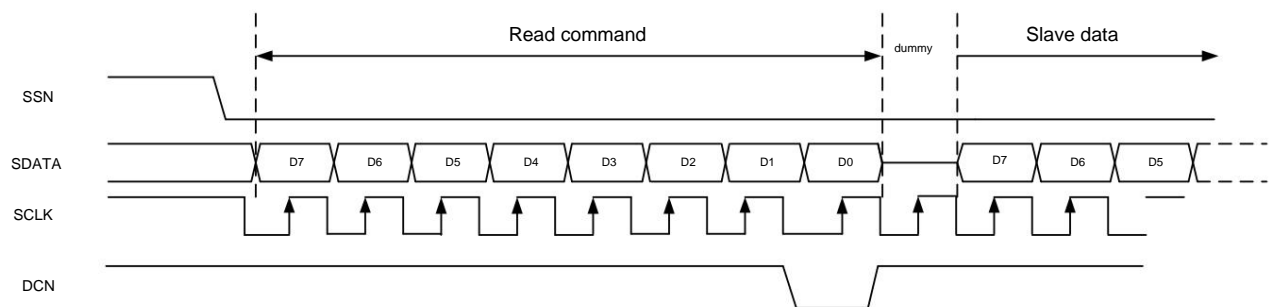 Read command
dummy
Slave data
SSN
SDATA
D7 D6 D5 D4 D3 D2 D1 D0 D7 D6 D5
SCLK
DCN